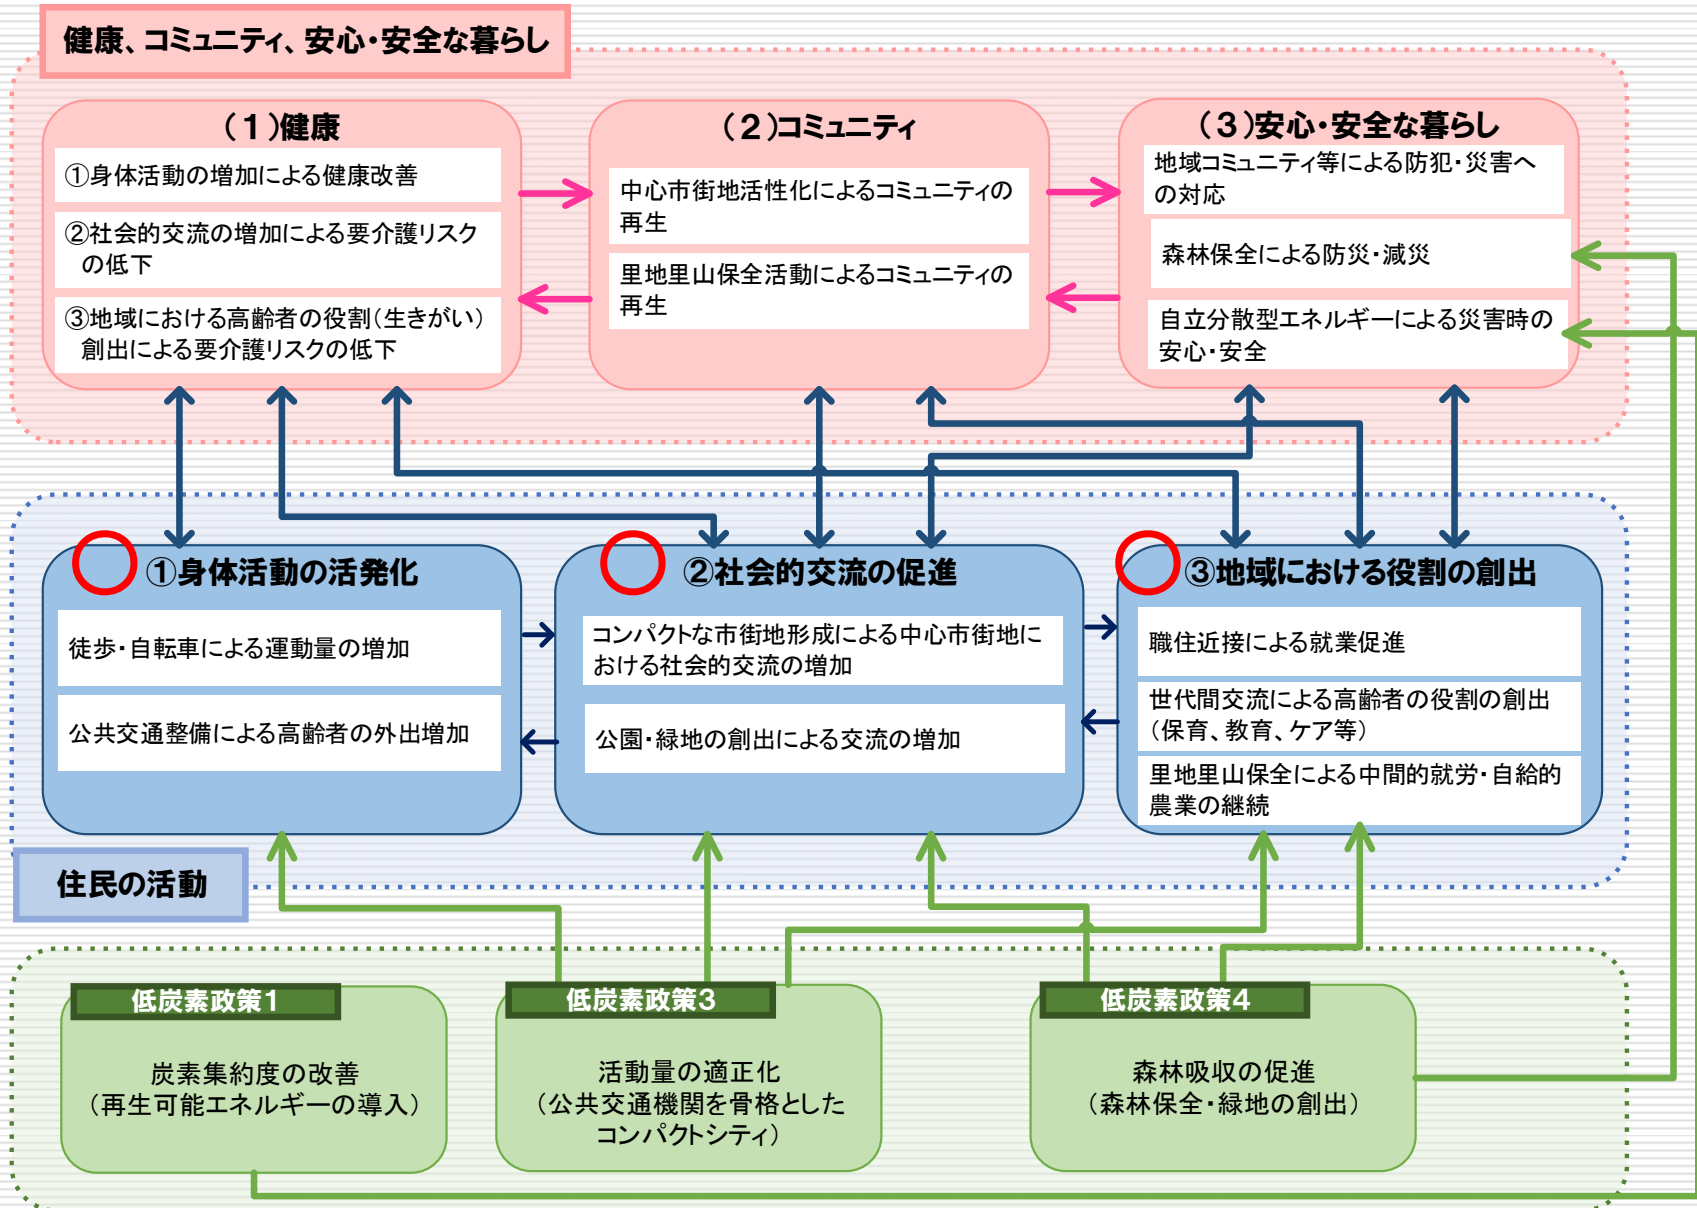 健康、コミュニティ、安心・安全な暮らし
（１）健康
①身体活動の増加による健康改善
②社会的交流の増加による要介護リスク
の低下
③地域における高齢者の役割（生きがい）
創出による要介護リスクの低下
（２）コミュニティ
中心市街地活性化によるコミュニティの
再生
里地里山保全活動によるコミュニティの
再生
（３）安心・安全な暮らし
地域コミュニティ等による防犯・災害へ
の対応
森林保全による防災・減災
自立分散型エネルギーによる災害時の
安心・安全
①身体活動の活発化
徒歩・自転車による運動量の増加
公共交通整備による高齢者の外出増加
②社会的交流の促進
コンパクトな市街地形成による中心市街地に
おける社会的交流の増加
公園・緑地の創出による交流の増加
③地域における役割の創出
職住近接による就業促進
世代間交流による高齢者の役割の創出
（保育、教育、ケア等）
里地里山保全による中間的就労・自給的
農業の継続
住民の活動
低炭素政策１
炭素集約度の改善
（再生可能エネルギーの導入）
低炭素政策３
活動量の適正化
（公共交通機関を骨格とした
コンパクトシティ）
低炭素政策４
森林吸収の促進
（森林保全・緑地の創出）